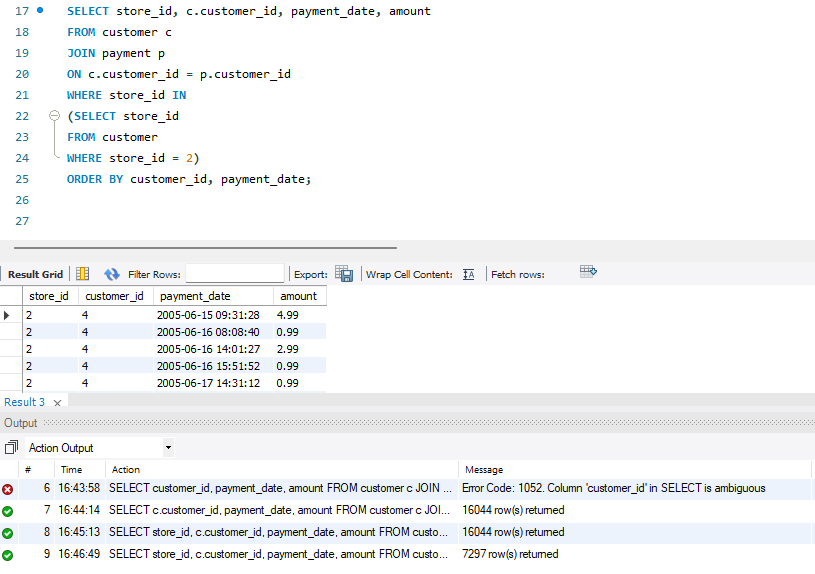 17 SELECT store_id, c.customer_id, payment_date, amount
18 FROM customer c
19 JOIN payment p
20 ON c.customer_id = p.customer_id
21 WHERE store_id IN
22 (SELECT store_id
23 FROM customer
24 WHERE store_id = 2)
25 ORDER BY customer_id, payment_date;
26
27
Result Grid Filter Rows: Export: Wrap Cell Content: Fetch rows:
store_id customer_id payment_date amount
2 4 2005-06-15 09:31:28 4.99
2 4 2005-06-16 08:08:40 0.99
2 4 2005-06-16 14:01:27 2.99
2 4 2005-06-16 15:51:52 0.99
2 4 2005-06-17 14:31:12 0.99
Result 3
Output
Action Output
# Time Action Message
6 16:43:58 SELECT customer_id, payment_date, amount FROM customer c JOIN ... Error Code: 1052. Column 'customer_id' in SELECT is ambiguous
7 16:44:14 SELECT c.customer_id, payment_date, amount FROM customer c JOI... 16044 row(s) returned
8 16:45:13 SELECT store_id, c.customer_id, payment_date, amount FROM custo... 16044 row(s) returned
9 16:46:49 SELECT store_id, c.customer_id, payment_date, amount FROM custo... 7297 row(s) returned